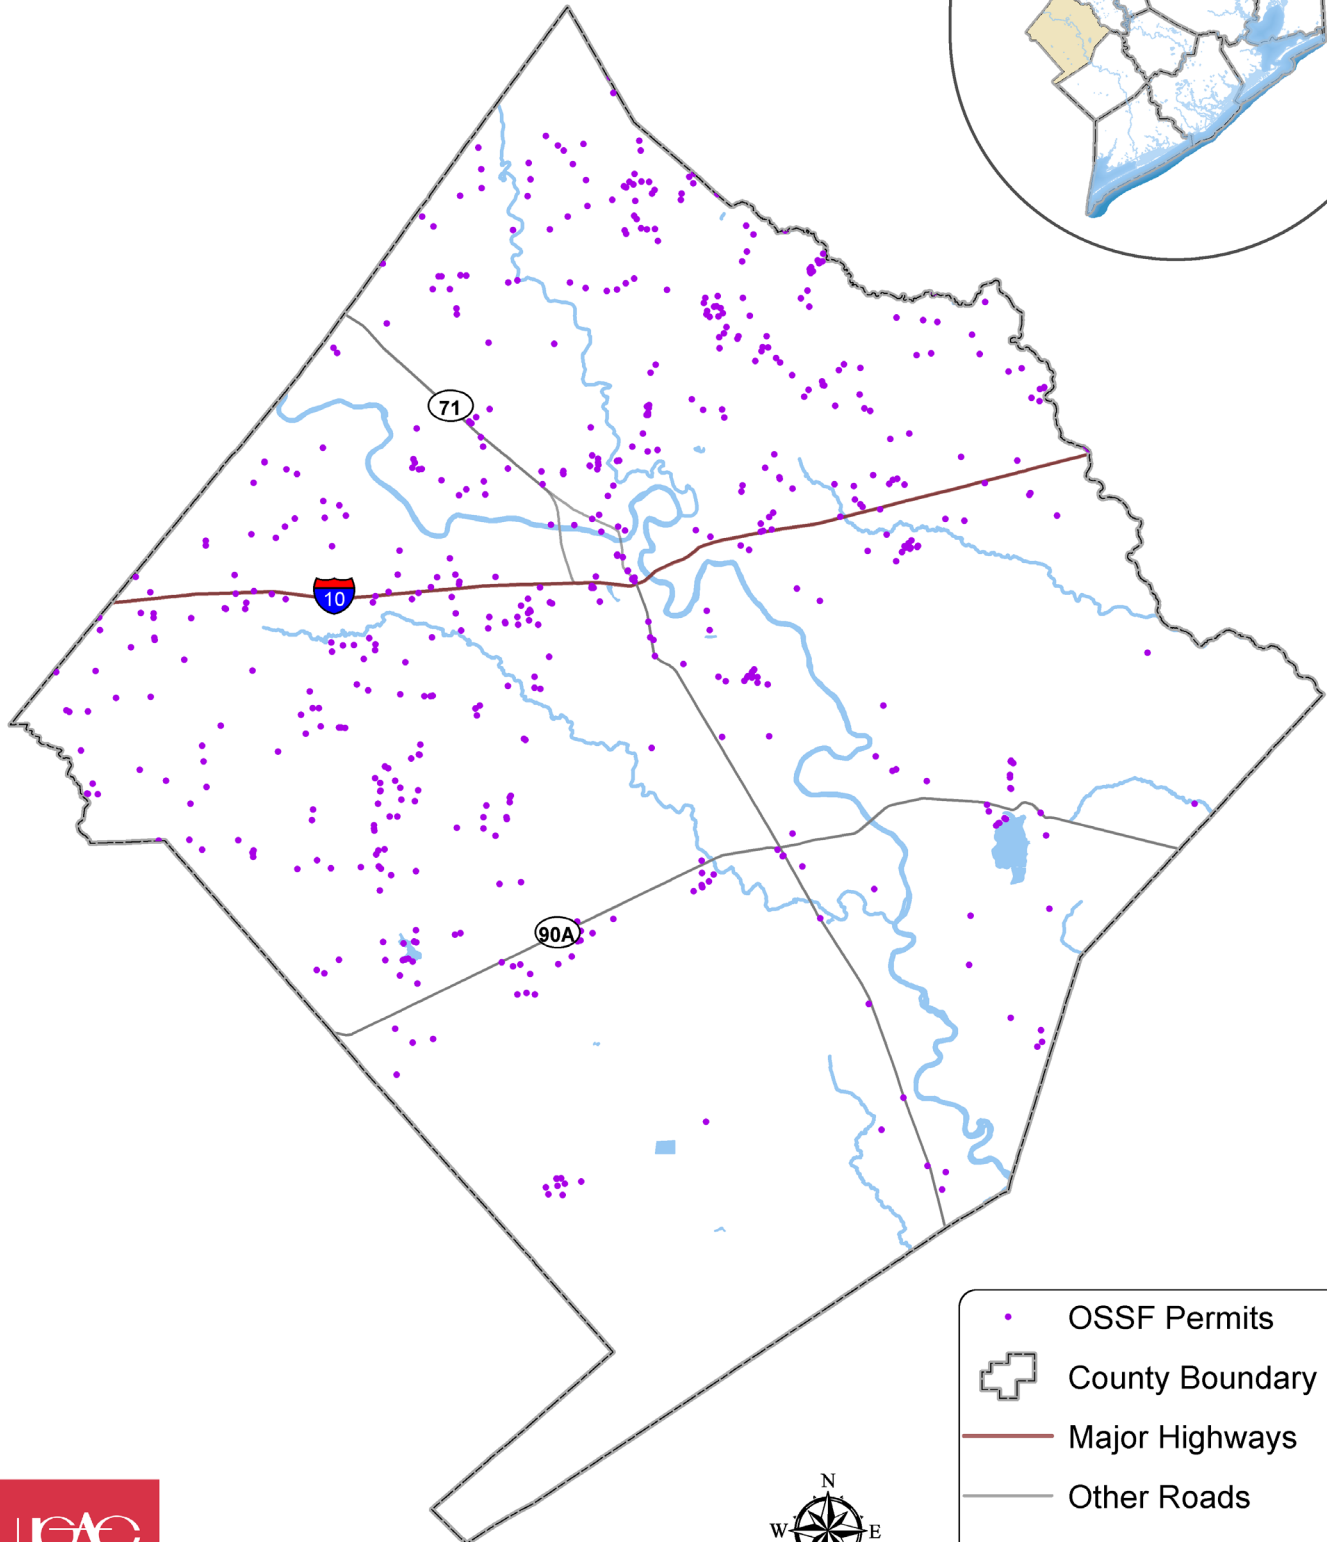 71
10
90A
OSSF Permits
County Boundary
Major Highways
Other Roads
N
W
E